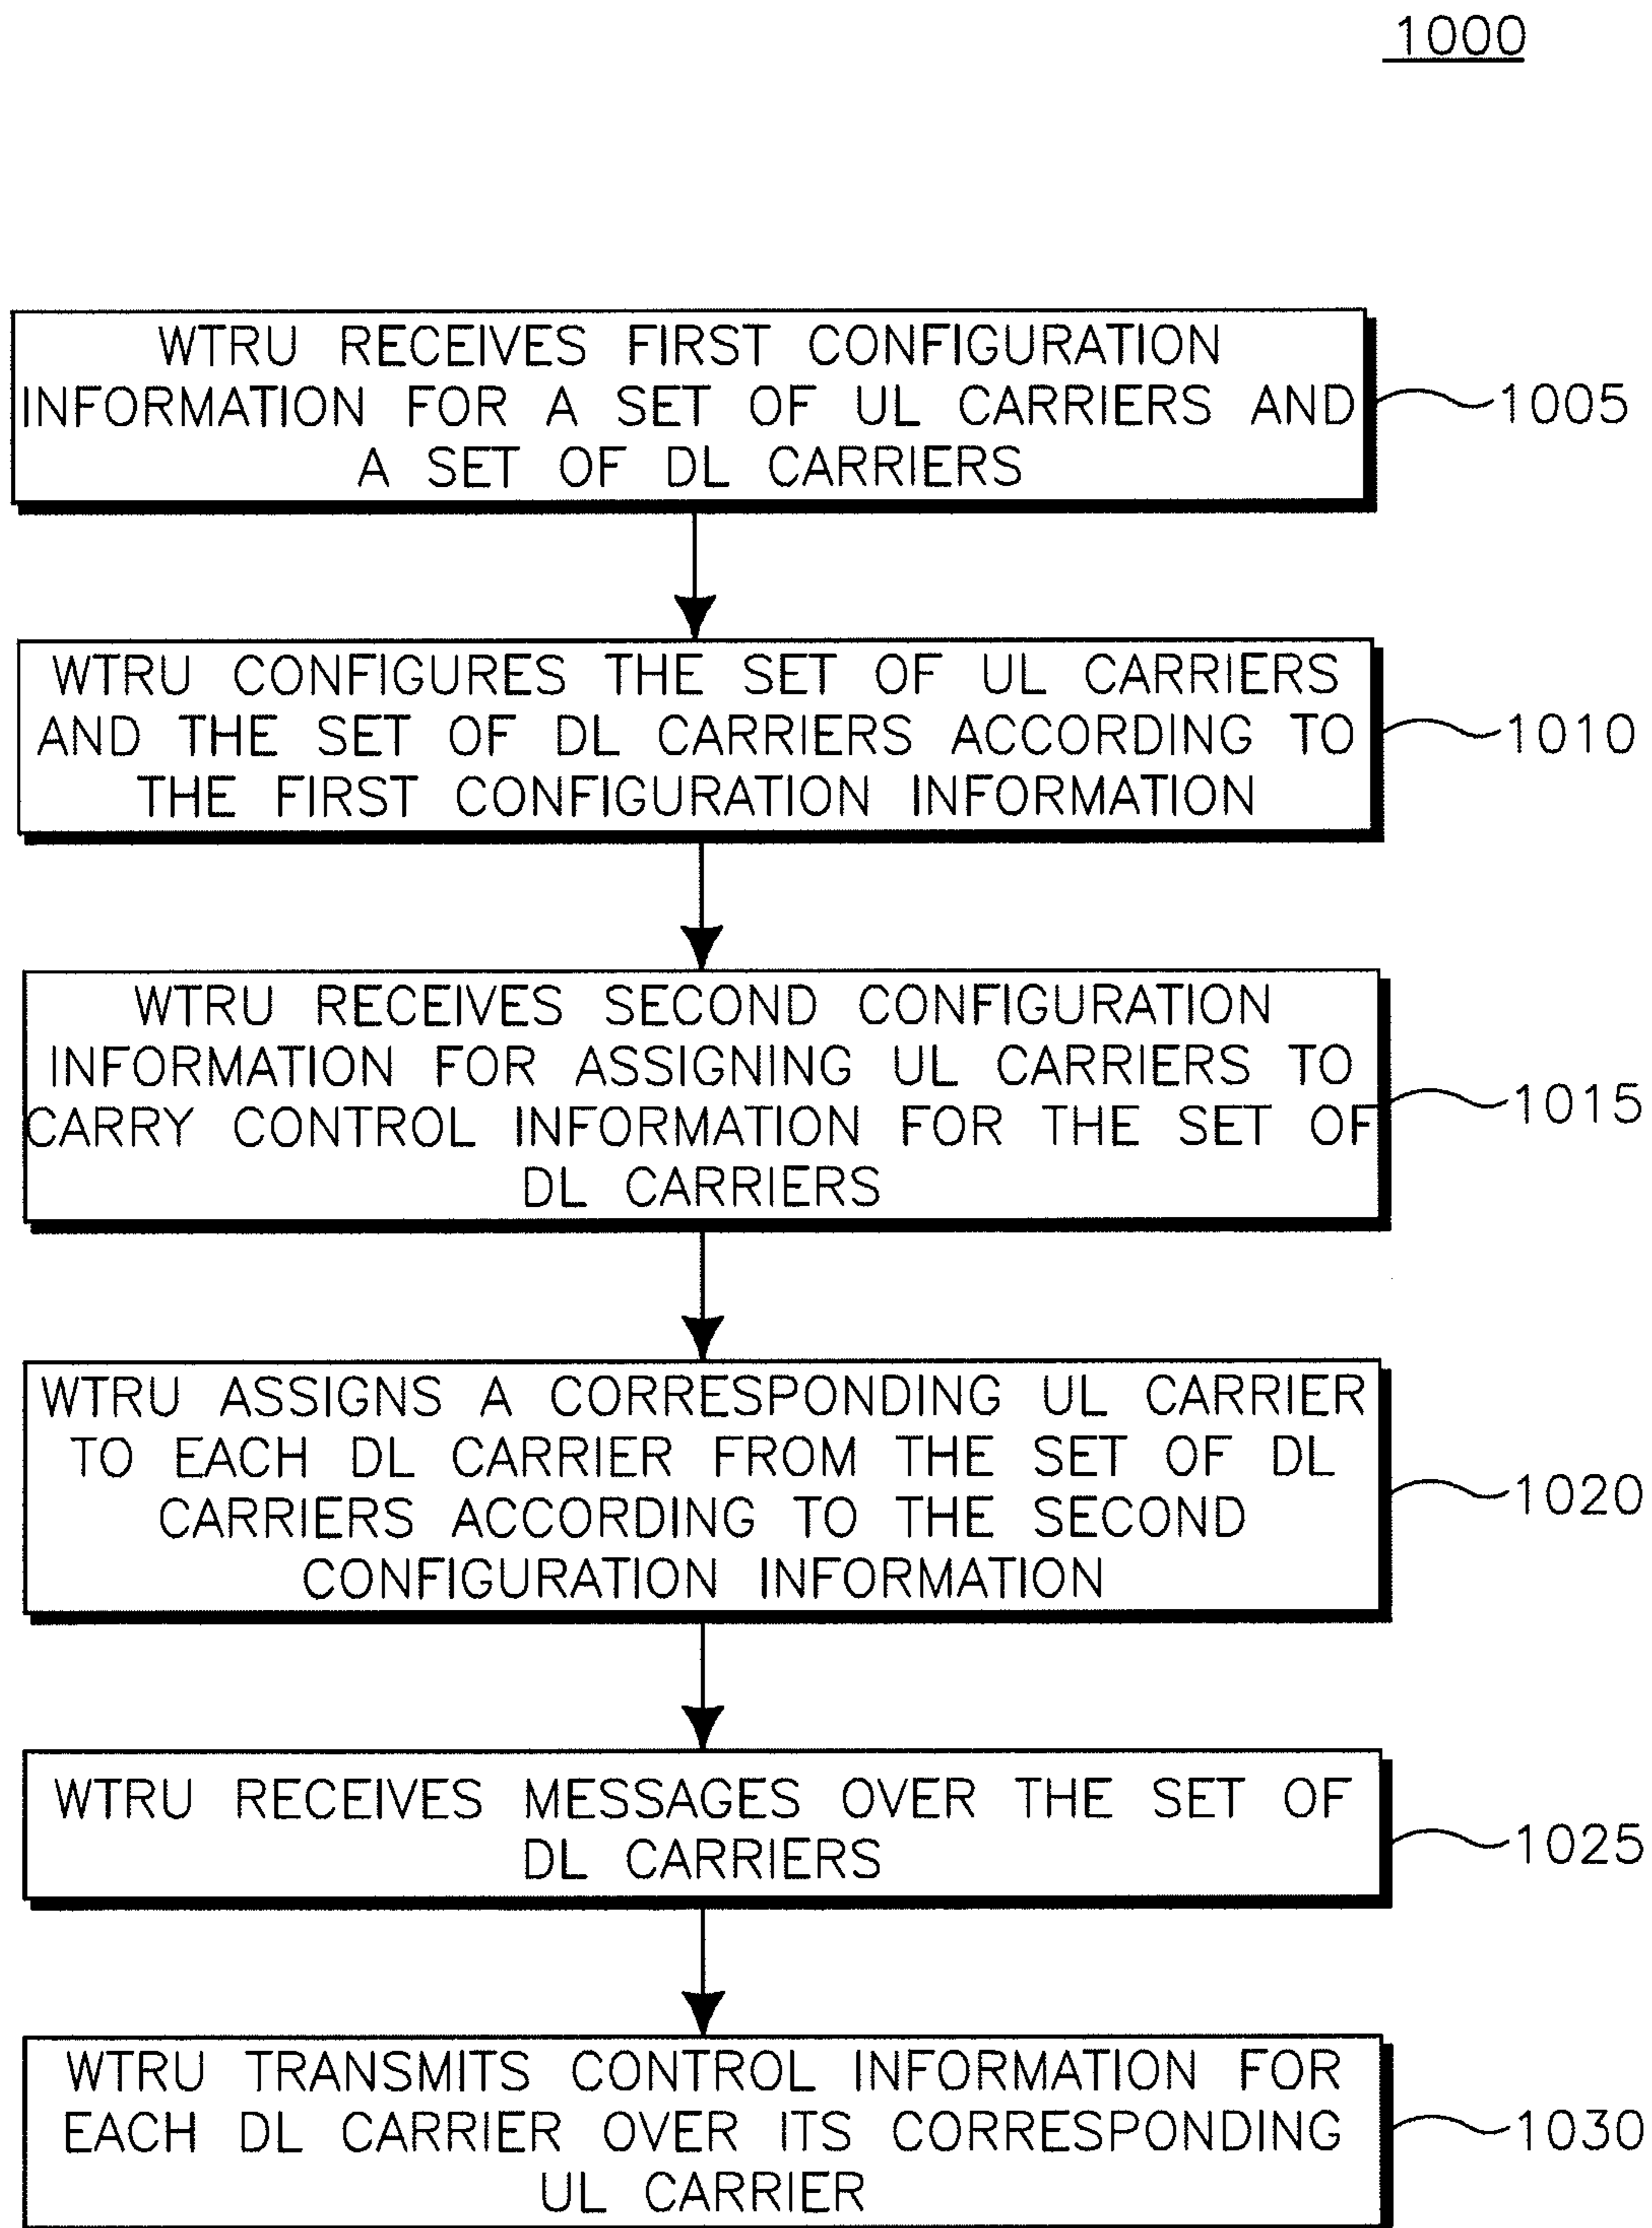 1000
WTRU RECEIVES FIRST CONFIGURATION
INFORMATION FOR A SET OF UL CARRIERS AND
A SET OF DL CARRIERS
1005
WTRU CONFIGURES THE SET OF UL CARRIERS
AND THE SET OF DL CARRIERS ACCORDING TO
THE FIRST CONFIGURATION INFORMATION
1010
WTRU RECEIVES SECOND CONFIGURATION
INFORMATION FOR ASSIGNING UL CARRIERS TO
CARRY CONTROL INFORMATION FOR THE SET OF
DL CARRIERS
1015
WTRU ASSIGNS A CORRESPONDING UL CARRIER
TO EACH DL CARRIER FROM THE SET OF DL
CARRIERS ACCORDING TO THE SECOND
CONFIGURATION INFORMATION
1020
WTRU RECEIVES MESSAGES OVER THE SET OF
DL CARRIERS
1025
WTRU TRANSMITS CONTROL INFORMATION FOR
EACH DL CARRIER OVER ITS CORRESPONDING
UL CARRIER
1030